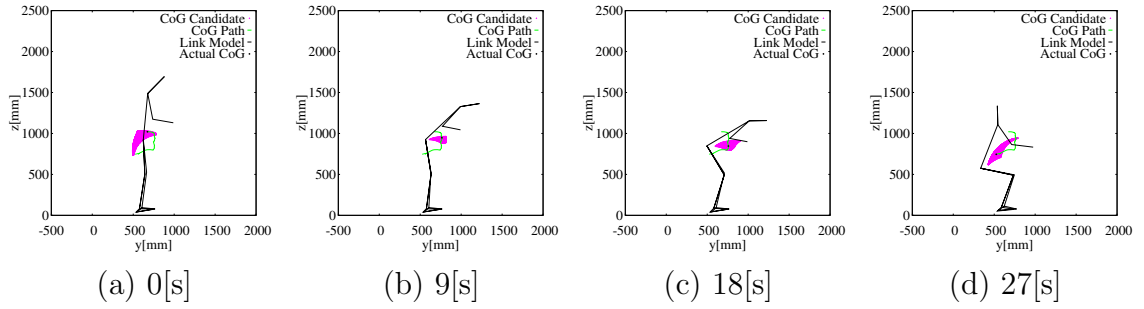 2500
2000
1500
1000
500
0
z[mm]
-500 0 500 1000 1500 2000
y[mm]
CoG Candidate
CoG Path
Link Model
Actual CoG
(a) 0[s]
2500
2000
1500
1000
500
0
z[mm]
-500 0 500 1000 1500 2000
y[mm]
CoG Candidate
CoG Path
Link Model
Actual CoG
(b) 9[s]
2500
2000
1500
1000
500
0
z[mm]
-500 0 500 1000 1500 2000
y[mm]
CoG Candidate
CoG Path
Link Model
Actual CoG
(c) 18[s]
2500
2000
1500
1000
500
0
z[mm]
-500 0 500 1000 1500 2000
y[mm]
CoG Candidate
CoG Path
Link Model
Actual CoG
(d) 27[s]